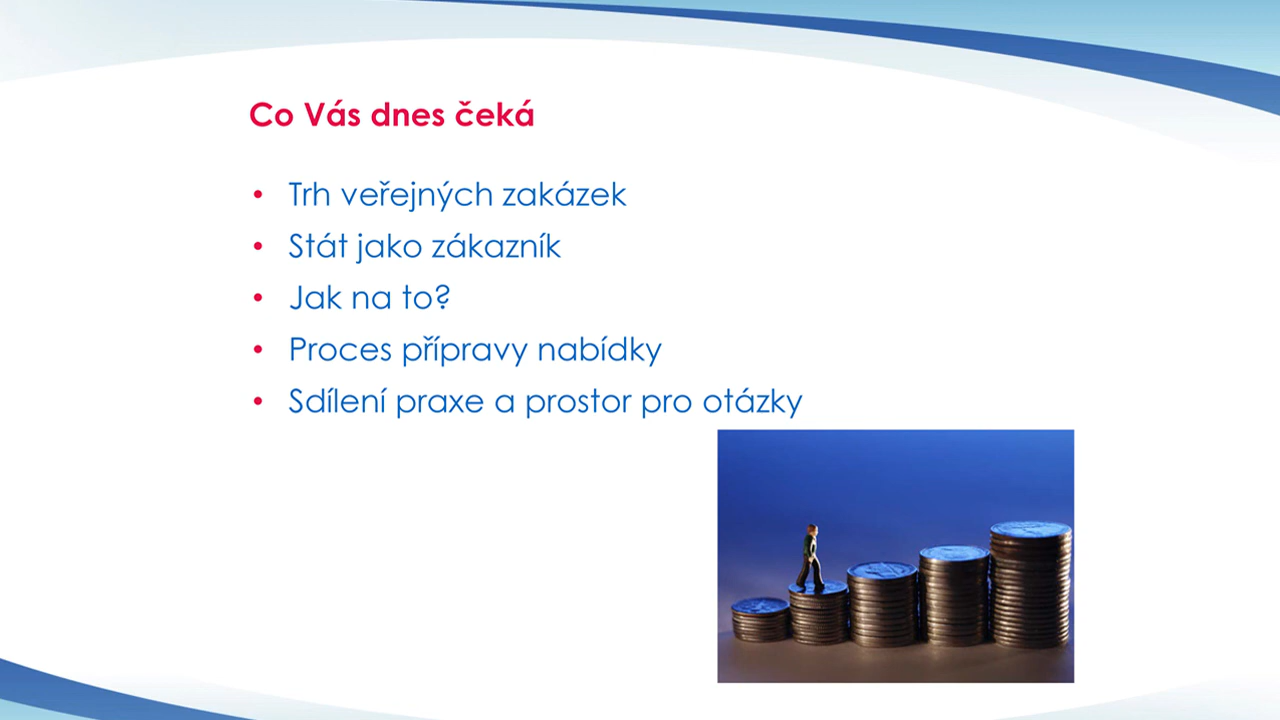 Co Vás dnes čeká
• Trh veřejných zakázek
• Stát jako zákazník
• Jak na to?
• Proces přípravy nabídky
• Sdílení praxe a prostor pro otázky